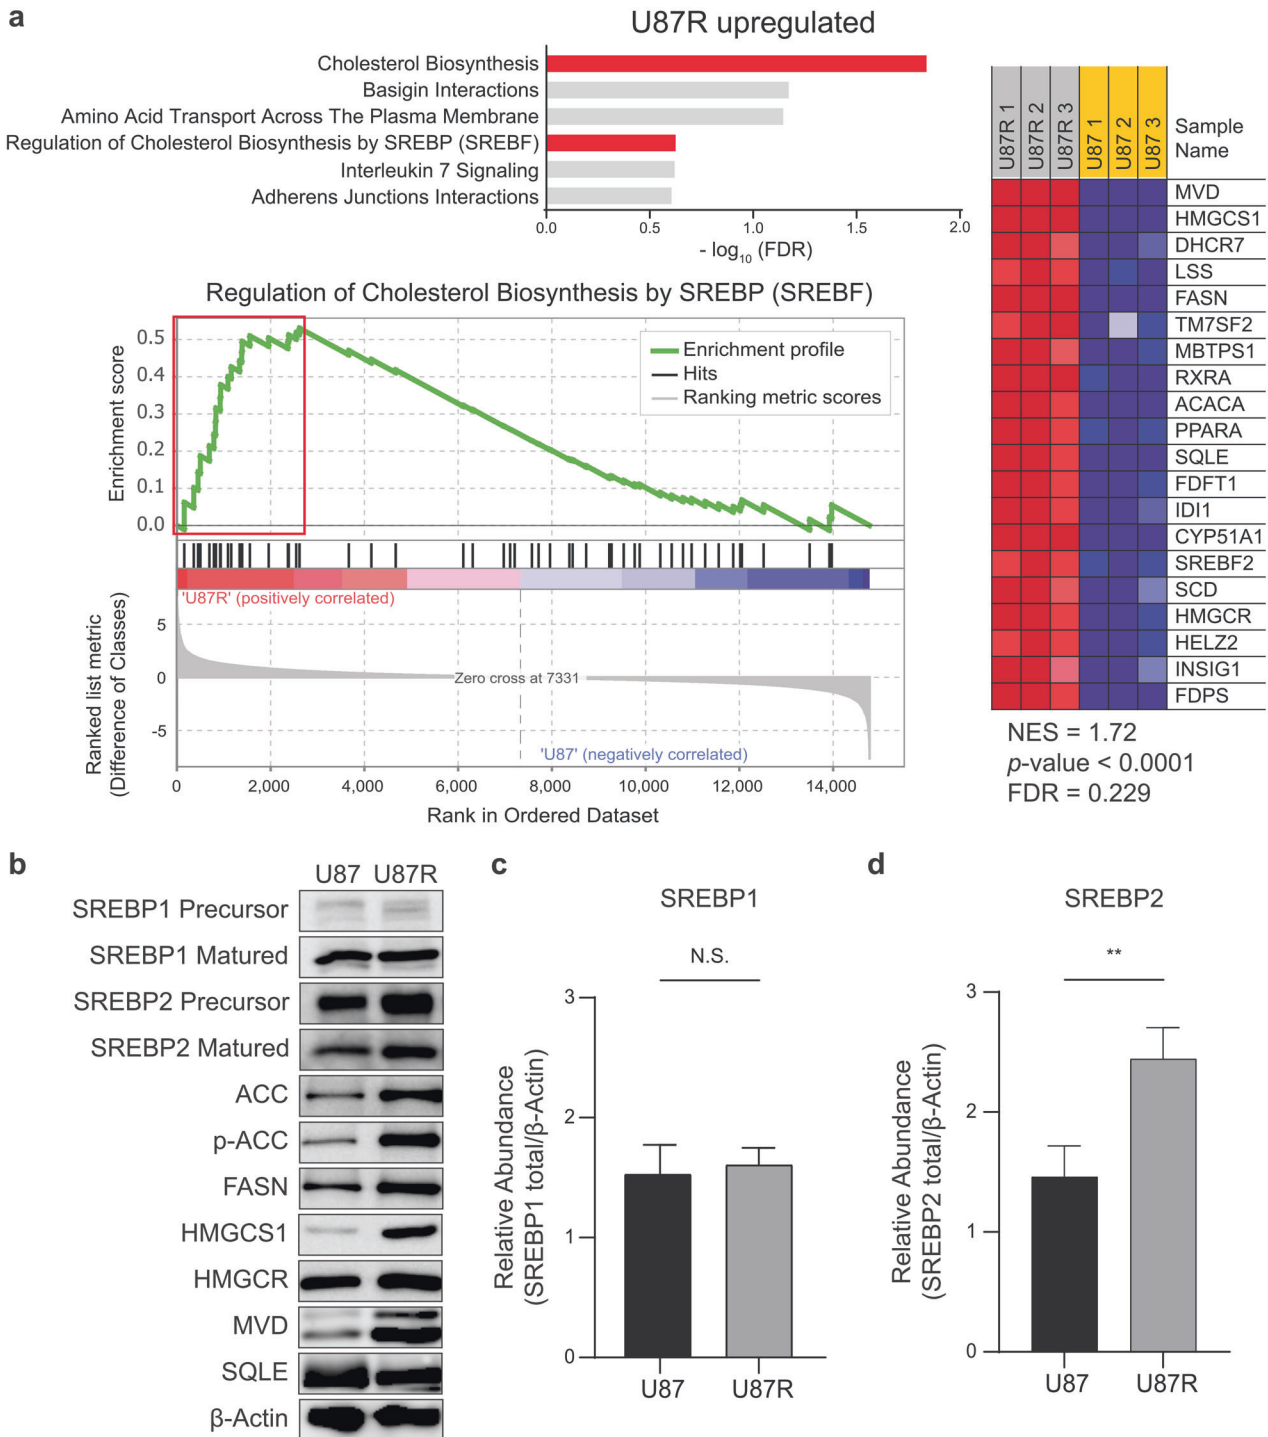 a
U87R upregulated
Cholesterol Biosynthesis
Basigin Interactions
Amino Acid Transport Across The Plasma Membrane
Regulation of Cholesterol Biosynthesis by SREBP (SREBF)
Interleukin 7 Signaling
Adherens Junctions Interactions
0.0 0.5 1.0 1.5 2.0
- log10 (FDR)
U87R 1 U87R 2 U87R 3 U87 1 U87 2 U87 3
Sample
Name
MVD
HMGCS1
DHCR7
LSS
FASN
TM7SF2
MBTPS1
RXRA
ACACA
PPARA
SQLE
FDFT1
IDI1
CYP51A1
SREBF2
SCD
HMGCR
HELZ2
INSIG1
FDPS
NES = 1.72
p-value < 0.0001
FDR = 0.229
Regulation of Cholesterol Biosynthesis by SREBP (SREBF)
Enrichment score
0.5
0.4
0.3
0.2
0.1
0.0
Enrichment profile
Hits
Ranking metric scores
'U87R' (positively correlated)
Ranked list metric
(Difference of Classes)
5
0
-5
Zero cross at 7331
'U87' (negatively correlated)
0 2,000 4,000 6,000 8,000 10,000 12,000 14,000
Rank in Ordered Dataset
b
U87 U87R
SREBP1 Precursor
SREBP1 Matured
SREBP2 Precursor
SREBP2 Matured
ACC
p-ACC
FASN
HMGCS1
HMGCR
MVD
SQLE
β-Actin
c
SREBP1
N.S.
Relative Abundance
(SREBP1 total/β-Actin)
3
2
1
0
U87 U87R
d
SREBP2
**
Relative Abundance
(SREBP2 total/β-Actin)
3
2
1
0
U87 U87R